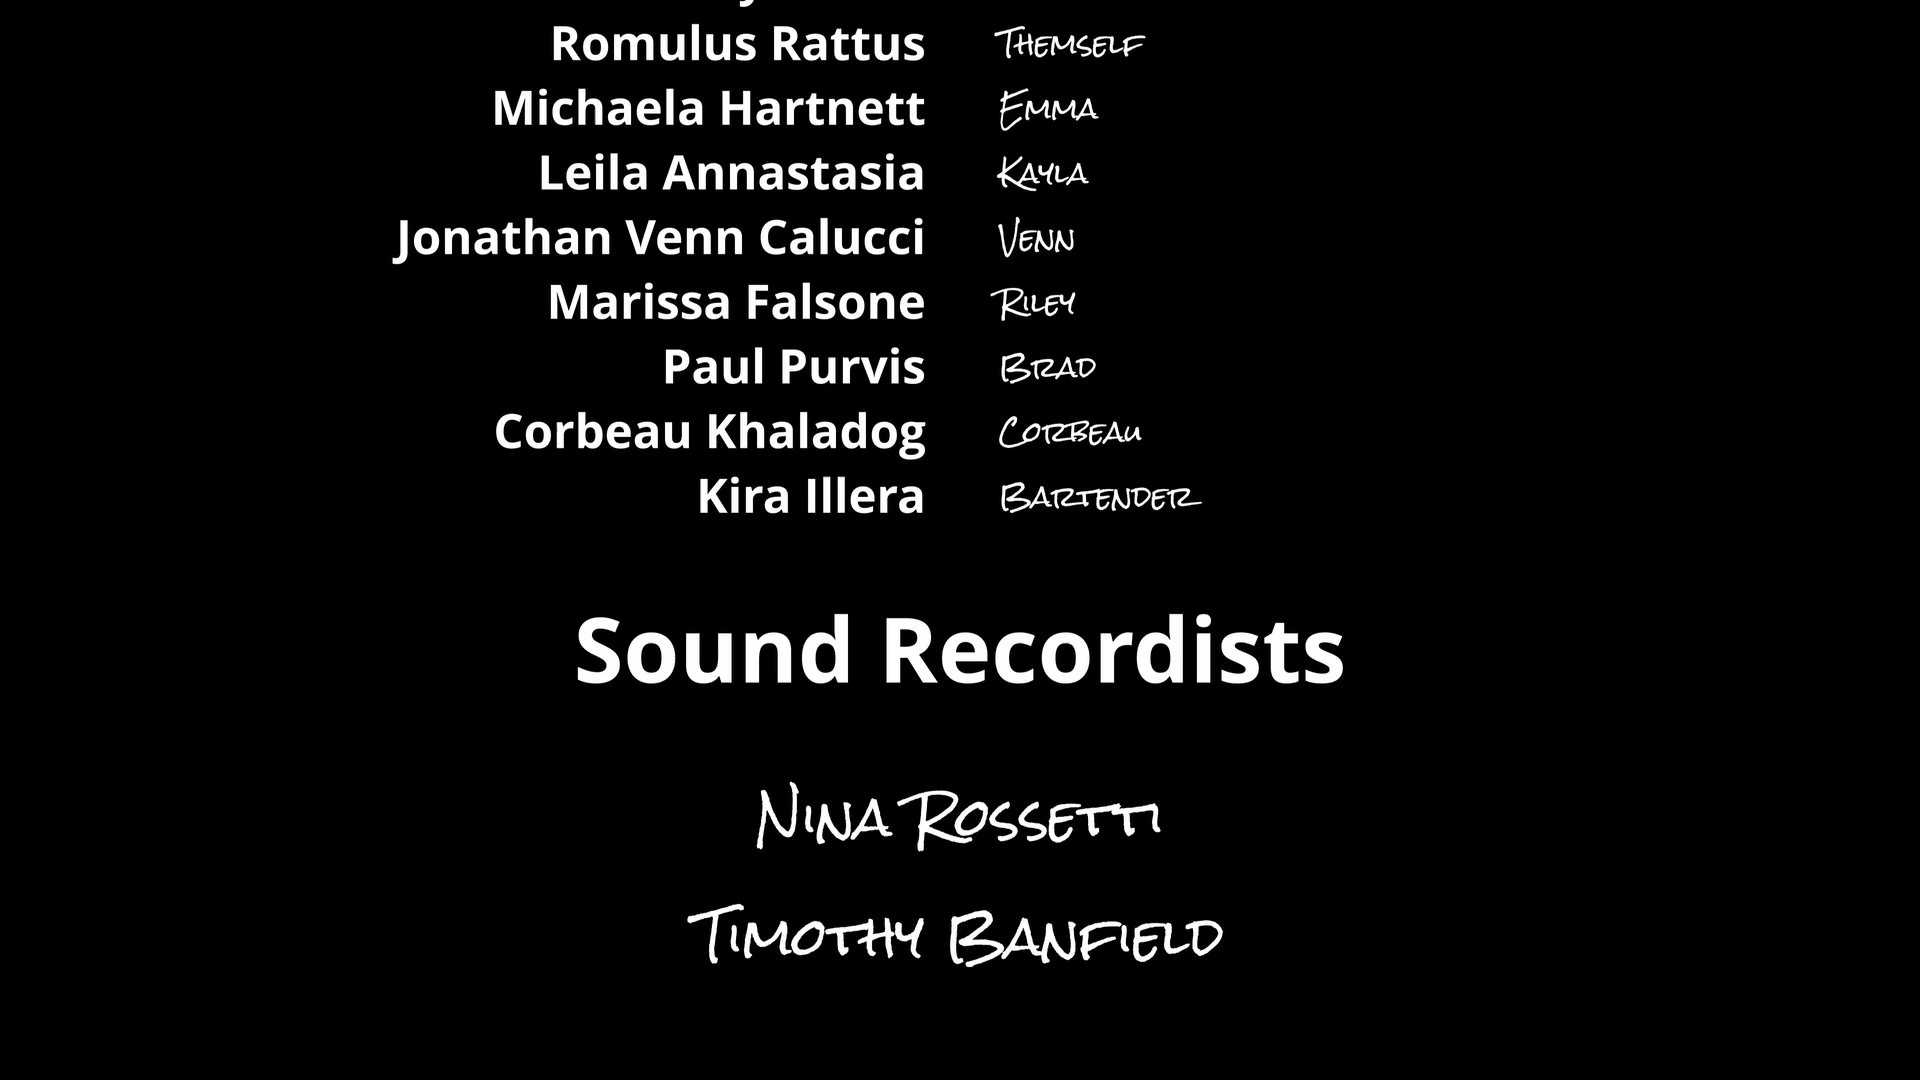 Romulus Rattus Themself
Michaela Hartnett Emma
Leila Annastasia Kayla
Jonathan Venn Calucci Venn
Marissa Falsone Riley
Paul Purvis Brad
Corbeau Khaladog Corbeau
Kira Illera Bartender
Sound Recordists
Nina Rossetti
Timothy Banfield